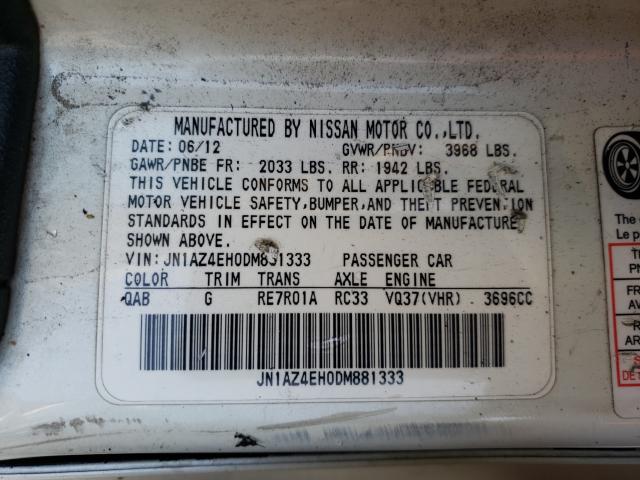 MANUFACTURED BY NISSAN MOTOR CO.,LTD.
DATE: 06/12 GVWR/PNBV: 3968 LBS.
GAWR/PNBE FR: 2033 LBS. RR: 1942 LBS.
THIS VEHICLE CONFORMS TO ALL APPLICABLE FEDERAL
MOTOR VEHICLE SAFETY,BUMPER,AND THEFT PREVENTION
STANDARDS IN EFFECT ON THE DATE OF MANUFACTURE
SHOWN ABOVE.
VIN: JN1AZ4EH0DM881333 PASSENGER CAR
COLOR TRIM TRANS AXLE ENGINE
QAB G RE7R01A RC33 VQ37(VHR) 3696CC
JN1AZ4EH0DM881333
The
Le p